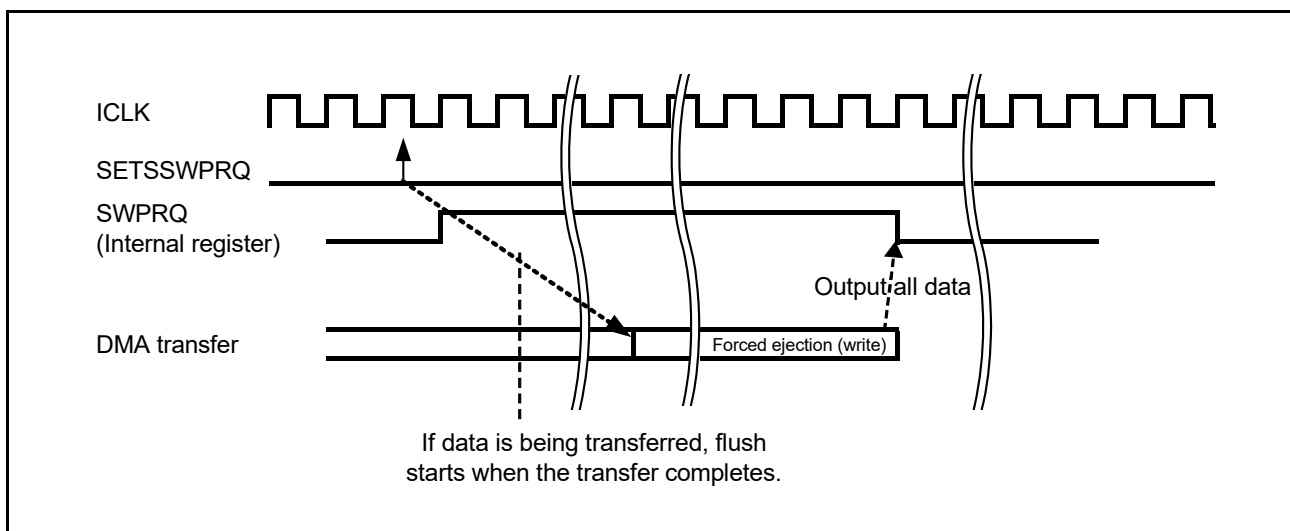 ICLK
SETSSWPRQ
SWPRQ
(Internal register)
Output all data
DMA transfer
Forced ejection (write)
If data is being transferred, flush
starts when the transfer completes.